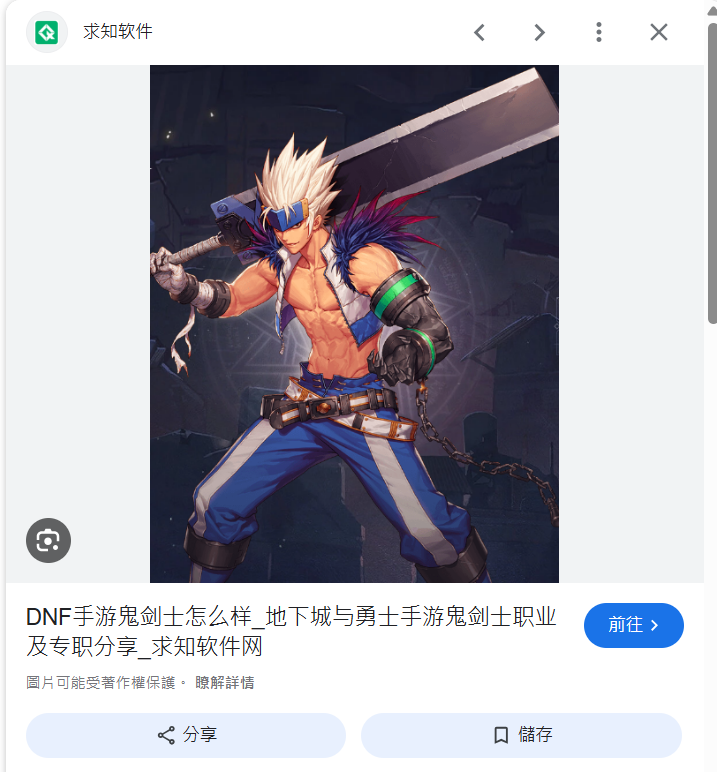 求知软件
DNF手游鬼剑士怎么样_地下城与勇士手游鬼剑士职业
及专职分享_求知软件网
前往
圖片可能受著作權保護。 瞭解詳情
分享
儲存